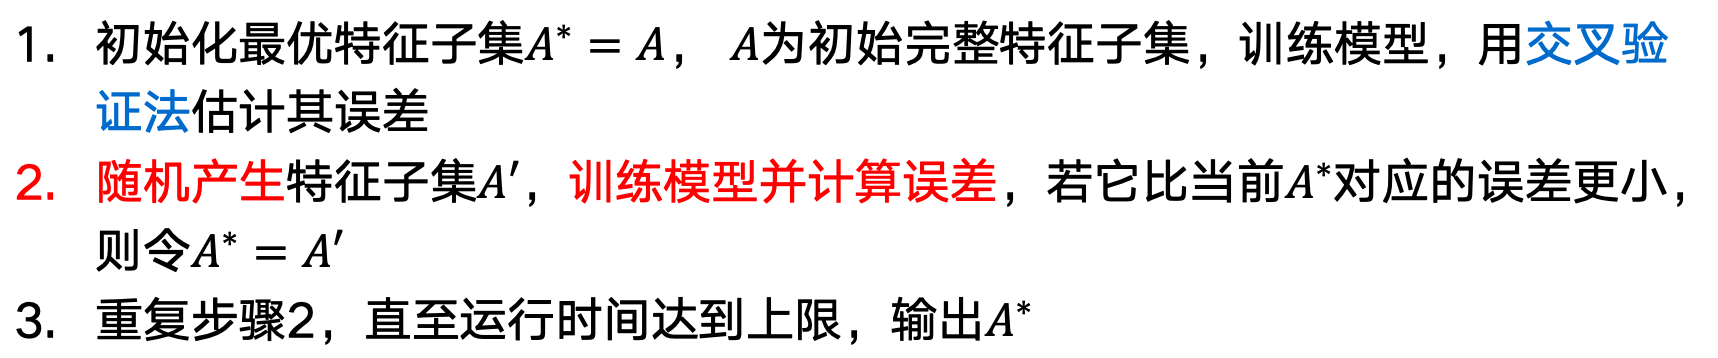 1. 初始化最优特征子集A* = A， A为初始完整特征子集，训练模型，用交叉验
证法估计其误差
2. 随机产生特征子集A′，训练模型并计算误差，若它比当前A*对应的误差更小，
则令A* = A′
3. 重复步骤2，直至运行时间达到上限，输出A*